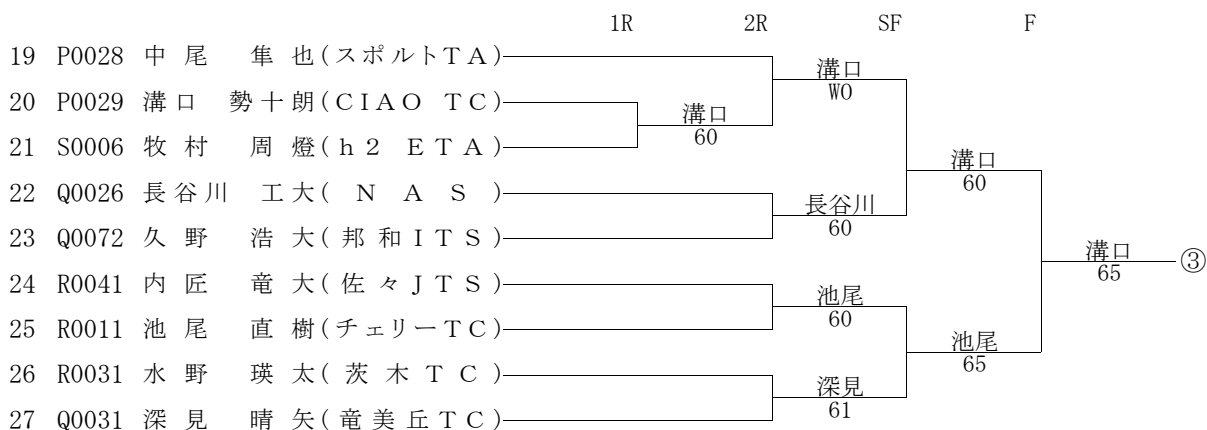 1R 2R SF F
19 P0028 中尾 隼也(スポルトTA)
溝口
WO
20 P0029 溝口 勢十朗(CIAO TC)
溝口
60
21 S0006 牧村 周燈(h2 ETA)
溝口
60
22 Q0026 長谷川 工大(NAS)
長谷川
60
23 Q0072 久野 浩大(邦和ITS)
溝口
65
③
24 R0041 内匠 竜大(佐々JTS)
池尾
60
25 R0011 池尾 直樹(チェリーTC)
池尾
65
26 R0031 水野 瑛太(茨木TC)
深見
61
27 Q0031 深見 晴矢(竜美丘TC)